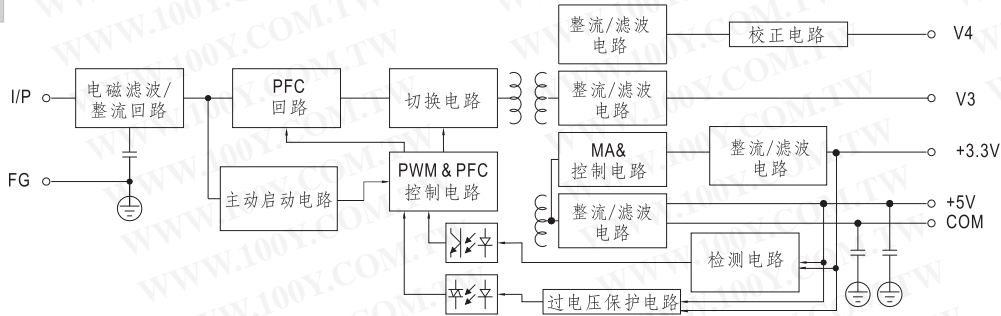 整流/滤波
电路
校正电路
V4
I/P
电磁滤波/
整流回路
PFC
回路
切换电路
整流/滤波
电路
V3
MA&
控制电路
整流/滤波
电路
+3.3V
FG
主动启动电路
PWM & PFC
控制电路
整流/滤波
电路
+5V
COM
检测电路
过电压保护电路
WWW.100Y.COM.TW